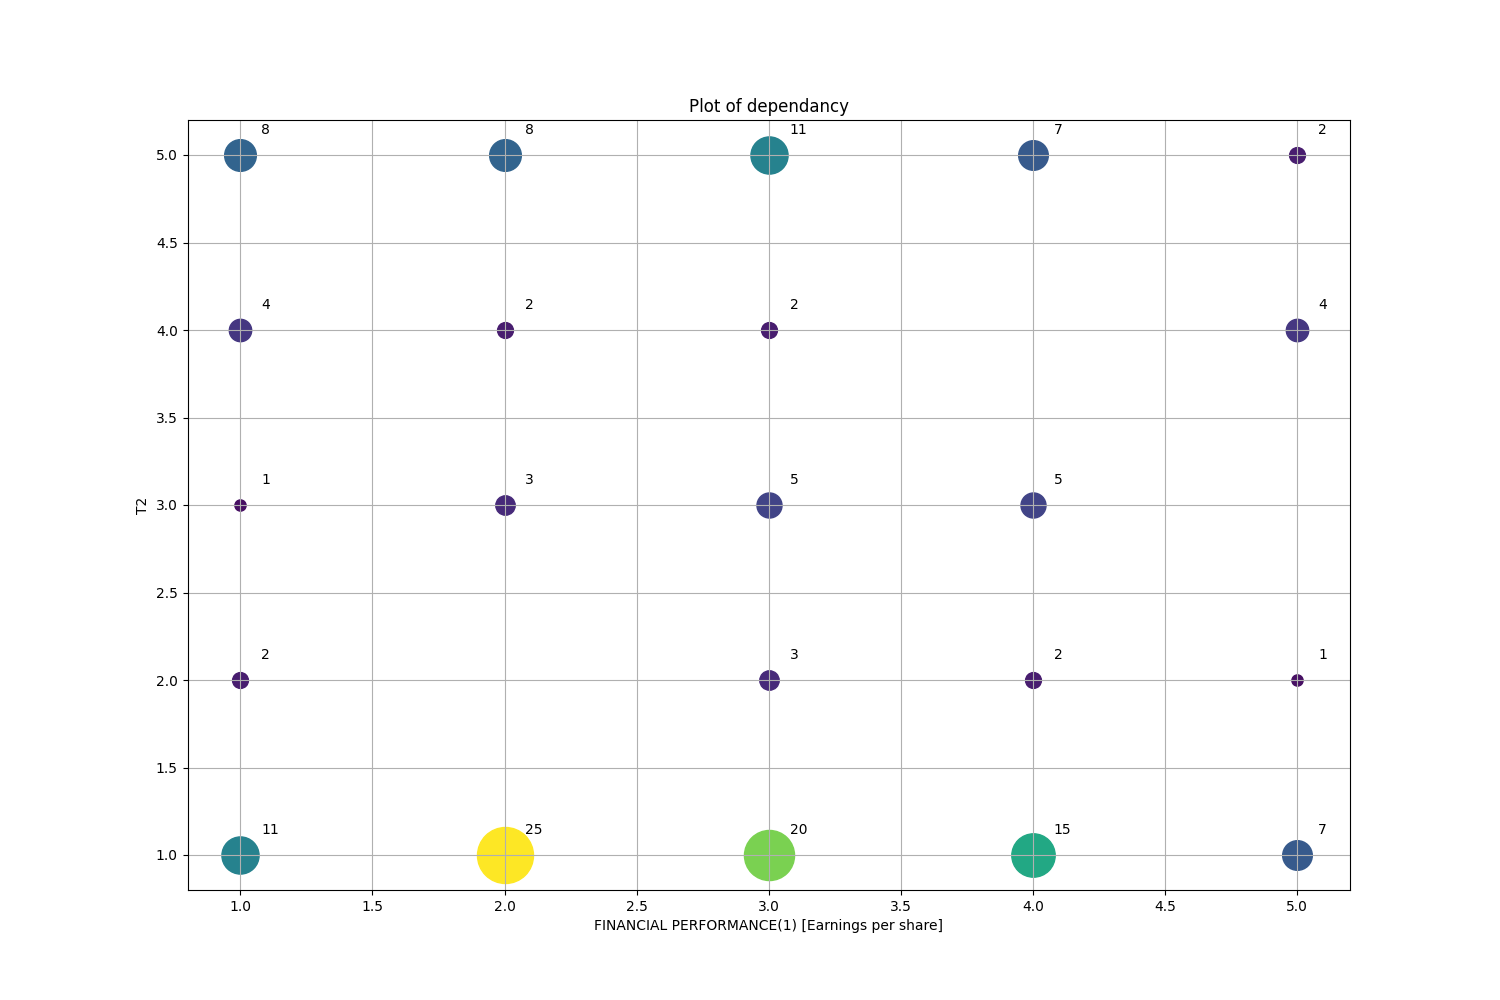 Plot of dependancy
8 8 11 7 2
5.0
4.5
4 2 2 4
4.0
3.5
1 3 5 5
3.0
T2
2.5
2 3 2 1
2.0
1.5
11 25 20 15 7
1.0
1.0 1.5 2.0 2.5 3.0 3.5 4.0 4.5 5.0
FINANCIAL PERFORMANCE(1) [Earnings per share]